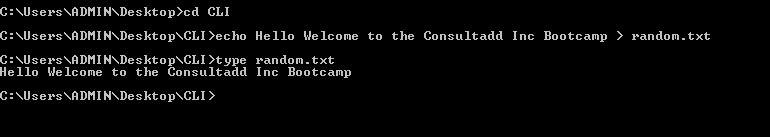 C:\Users\ADMIN\Desktop>cd CLI
C:\Users\ADMIN\Desktop\CLI>echo Hello Welcome to the Consultadd Inc Bootcamp > random.txt
C:\Users\ADMIN\Desktop\CLI>type random.txt
Hello Welcome to the Consultadd Inc Bootcamp
C:\Users\ADMIN\Desktop\CLI>